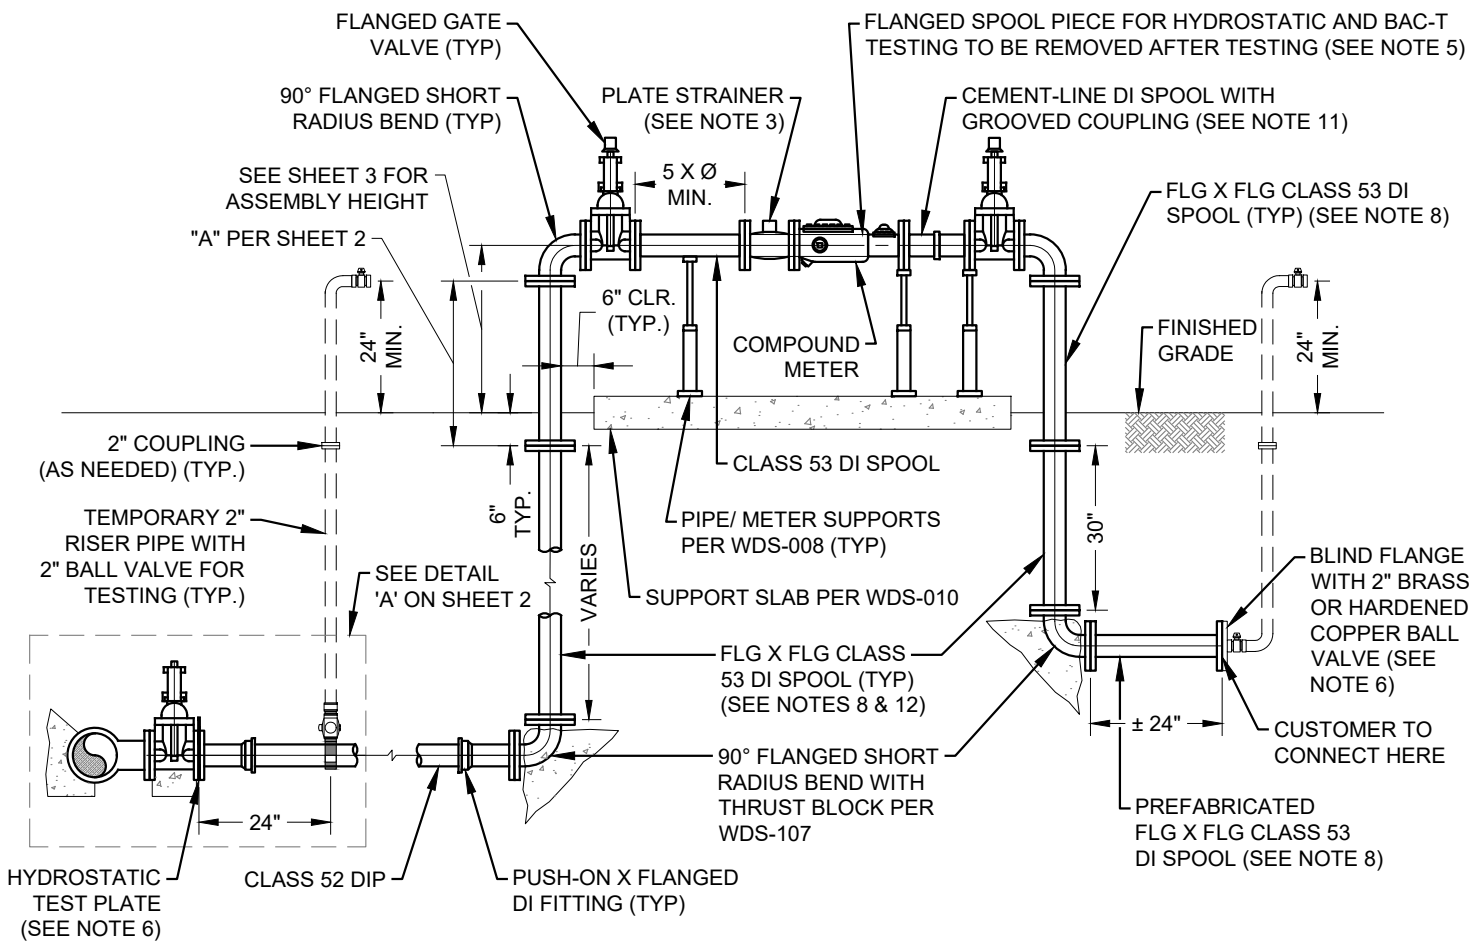 FLANGED GATE
VALVE (TYP)
FLANGED SPOOL PIECE FOR HYDROSTATIC AND BAC-T
TESTING TO BE REMOVED AFTER TESTING (SEE NOTE 5)
90° FLANGED SHORT
RADIUS BEND (TYP)
PLATE STRAINER
(SEE NOTE 3)
CEMENT-LINE DI SPOOL WITH
GROOVED COUPLING (SEE NOTE 11)
SEE SHEET 3 FOR
ASSEMBLY HEIGHT
5 X Ø
MIN.
FLG X FLG CLASS 53 DI
SPOOL (TYP) (SEE NOTE 8)
"A" PER SHEET 2
24"
MIN.
6" CLR.
(TYP.)
COMPOUND
METER
FINISHED
GRADE
24"
MIN.
2" COUPLING
(AS NEEDED) (TYP.)
CLASS 53 DI SPOOL
6"
TYP.
TEMPORARY 2"
RISER PIPE WITH
2" BALL VALVE FOR
TESTING (TYP.)
PIPE/ METER SUPPORTS
PER WDS-008 (TYP)
30"
VARIES
SEE DETAIL
'A' ON SHEET 2
SUPPORT SLAB PER WDS-010
BLIND FLANGE
WITH 2" BRASS
OR HARDENED
COPPER BALL
VALVE (SEE
NOTE 6)
FLG X FLG CLASS
53 DI SPOOL (TYP)
(SEE NOTES 8 & 12)
± 24"
CUSTOMER TO
CONNECT HERE
90° FLANGED SHORT
RADIUS BEND WITH
THRUST BLOCK PER
WDS-107
24"
PREFABRICATED
FLG X FLG CLASS 53
DI SPOOL (SEE NOTE 8)
HYDROSTATIC
TEST PLATE
(SEE NOTE 6)
CLASS 52 DIP
PUSH-ON X FLANGED
DI FITTING (TYP)